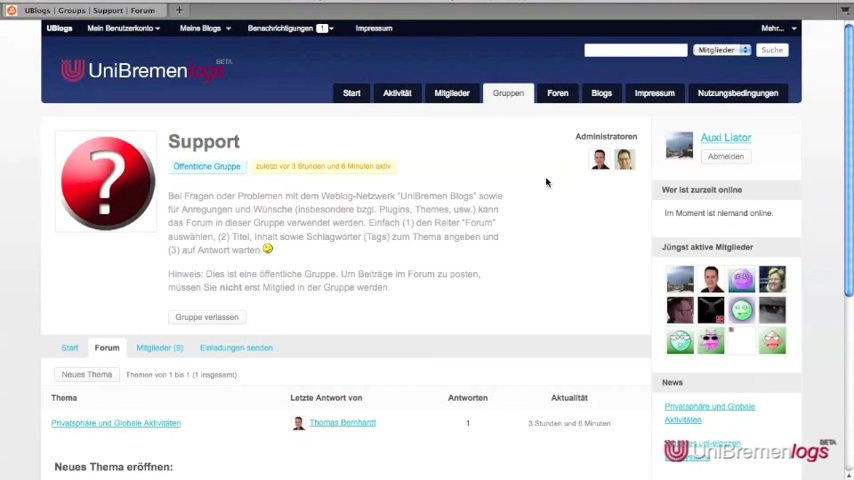 UBlogs | Groups | Support | Forum
UBlogs Mein Benutzerkonto Meine Blogs Benachrichtigungen 1 Impressum Mehr...
Mitglieder Suche
UniBremenlogs BETA
Start Aktivität Mitglieder Gruppen Foren Blogs Impressum Nutzungsbedingungen
Support
Öffentliche Gruppe zuletzt vor 3 Stunden und 6 Minuten aktiv
Bei Fragen oder Problemen mit dem Weblog-Netzwerk "UniBremen Blogs" sowie
für Anregungen und Wünsche (insbesondere bzgl. Plugins, Themes, usw.) kann
das Forum in dieser Gruppe verwendet werden. Einfach (1) den Reiter "Forum"
auswählen, (2) Titel, Inhalt sowie Schlagwörter (Tags) zum Thema angeben und
(3) auf Antwort warten
Hinweis: Dies ist eine öffentliche Gruppe. Um Beiträge im Forum zu posten,
müssen Sie nicht erst Mitglied in der Gruppe werden.
Gruppe verlassen
Administratoren
Start Forum Mitglieder (9) Einladungen senden
Neues Thema Themen von 1 bis 1 (1 insgesamt)
Thema Letzte Antwort von Antworten Aktualität
Privatsphäre und Globale Aktivitäten Thomas Bernhardt 1 3 Stunden und 6 Minuten
Neues Thema eröffnen:
Auxi Liator
Abmelden
Wer ist zurzeit online
Im Moment ist niemand online.
Jüngst aktive Mitglieder
News
Privatsphäre und Globale
Aktivitäten
UniBremenlogs BETA